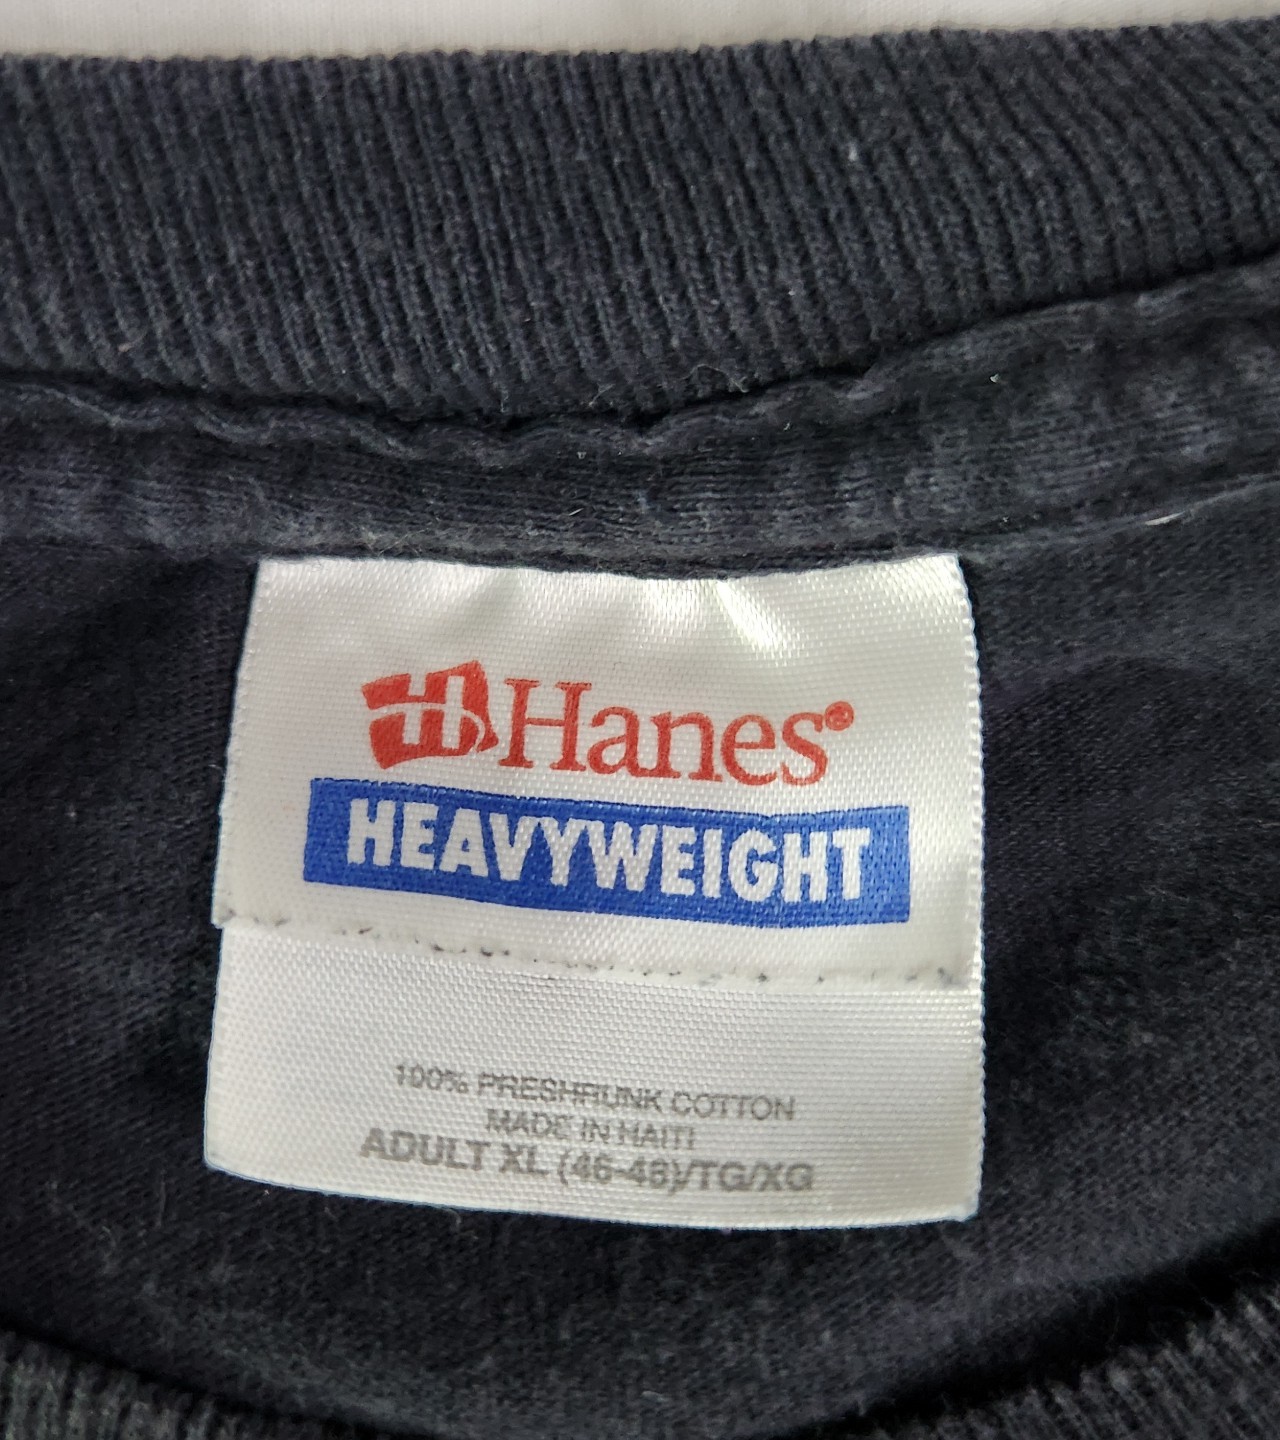 H Hanes®
HEAVYWEIGHT
100% PRESHRUNK COTTON
MADE IN HAITI
ADULT XL (46-48)/TG/XG